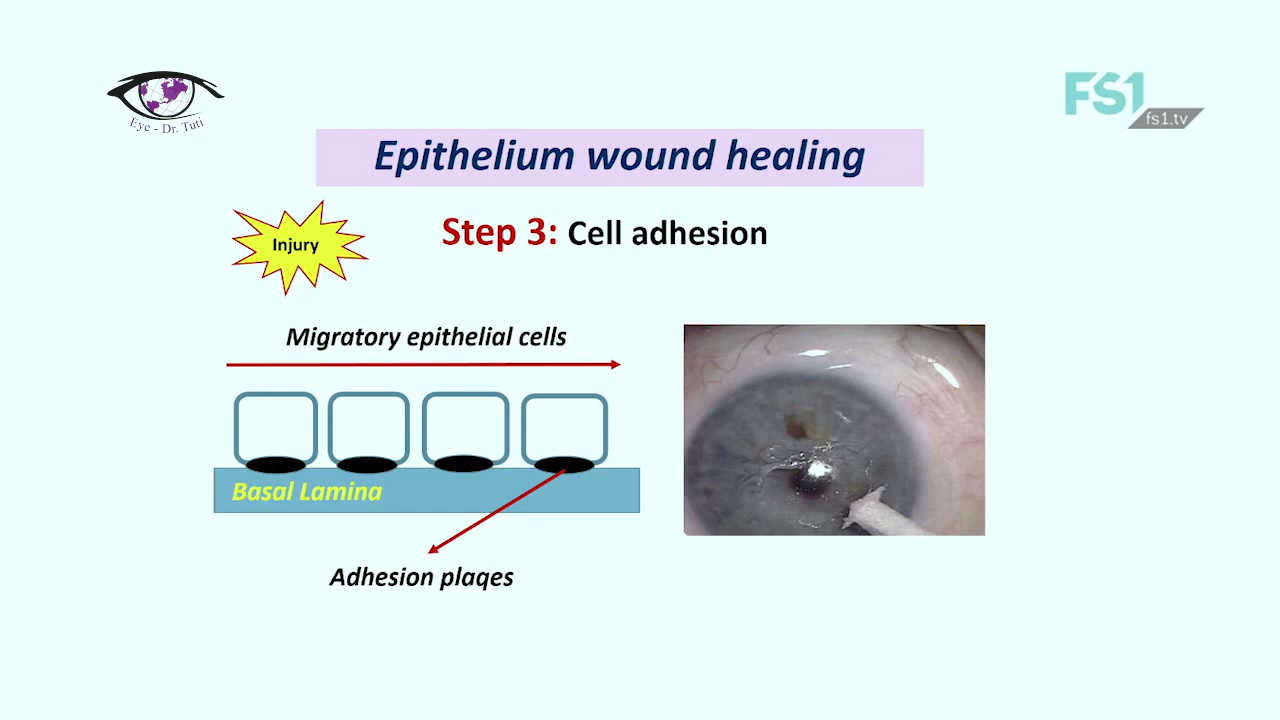 Eye - Dr. Tuti
FS1
fs1.tv
Epithelium wound healing
Injury
Step 3: Cell adhesion
Migratory epithelial cells
Basal Lamina
Adhesion plaqes